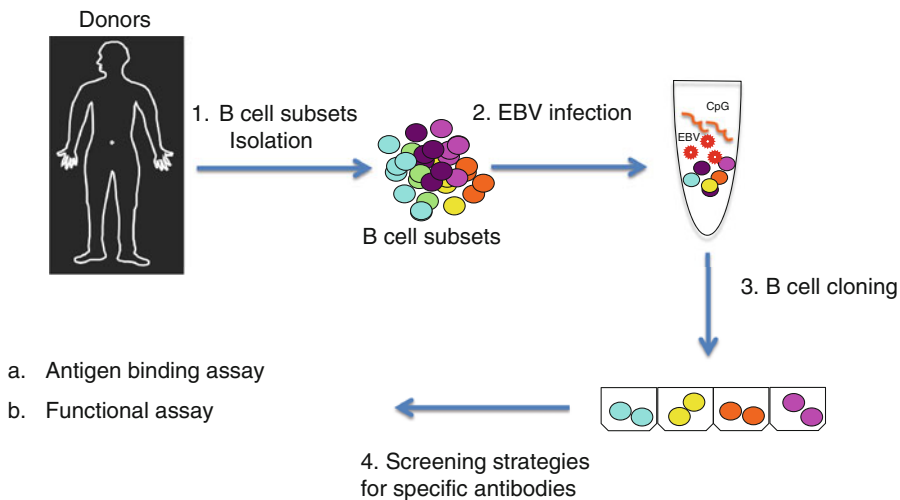 Donors
1. B cell subsets
Isolation
2. EBV infection
CpG
EBV
B cell subsets
3. B cell cloning
a. Antigen binding assay
b. Functional assay
4. Screening strategies
for specific antibodies